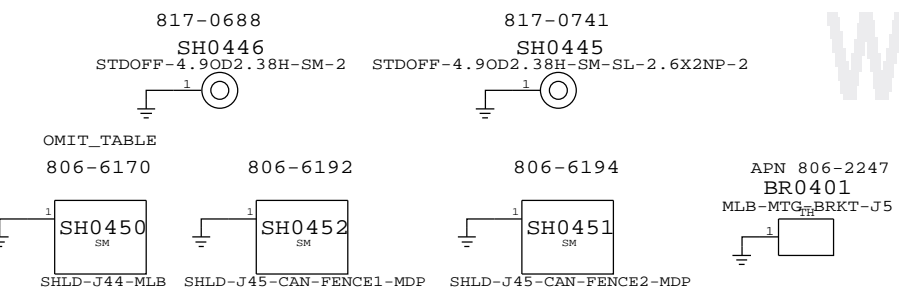 817-0688 817-0741
SH0446 SH0445
STDOFF-4.9OD2.38H-SM-2 STDOFF-4.9OD2.38H-SM-SL-2.6X2NP-2
1 1
OMIT_TABLE
806-6170 806-6192 806-6194 APN 806-2247
BR0401
MLB-MTG-BRKT-J5
TH
1 1 1 1
SH0450 SH0452 SH0451
SM SM SM
SHLD-J44-MLB SHLD-J45-CAN-FENCE1-MDP SHLD-J45-CAN-FENCE2-MDP
W